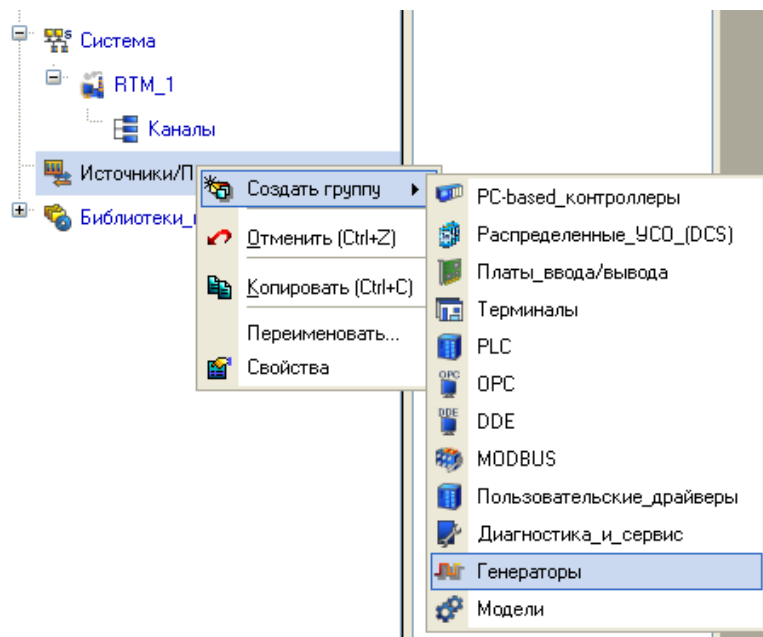 Система
RTM_1
Каналы
Источники/П
Библиотеки_
Создать группу
Отменить (Ctrl+Z)
Копировать (Ctrl+C)
Переименовать...
Свойства
PC-based_контроллеры
Распределенные_УСО_(DCS)
Платы_ввода/вывода
Терминалы
PLC
OPC
DDE
MODBUS
Пользовательские_драйверы
Диагностика_и_сервис
Генераторы
Модели